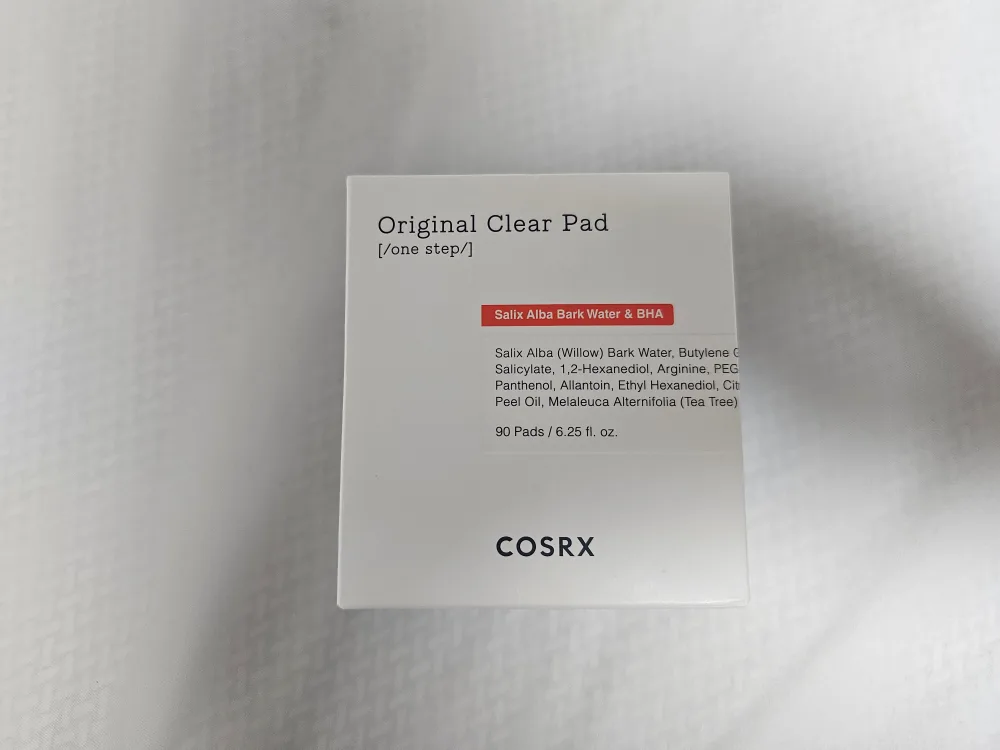 Original Clear Pad
[/one step/]
Salix Alba Bark Water & BHA
Salix Alba (Willow) Bark Water, Butylene
Salicylate, 1,2-Hexanediol, Arginine, PEG
Panthenol, Allantoin, Ethyl Hexanediol,
Peel Oil, Melaleuca Alternifolia (Tea Tree)
90 Pads / 6.25 fl. oz.
COSRX